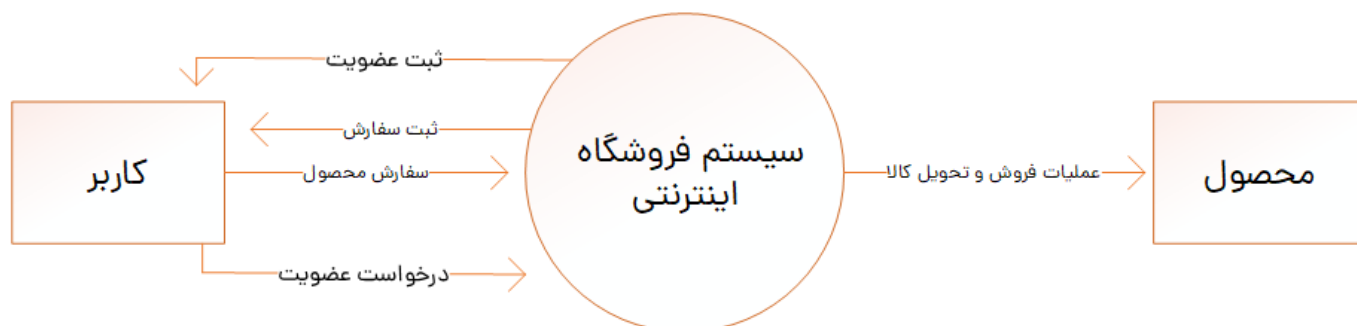 ثبت عضویت
ثبت سفارش
سفارش محصول
درخواست عضویت
کاربر
سیستم فروشگاه
اینترنتی
عملیات فروش و تحویل کالا
محصول